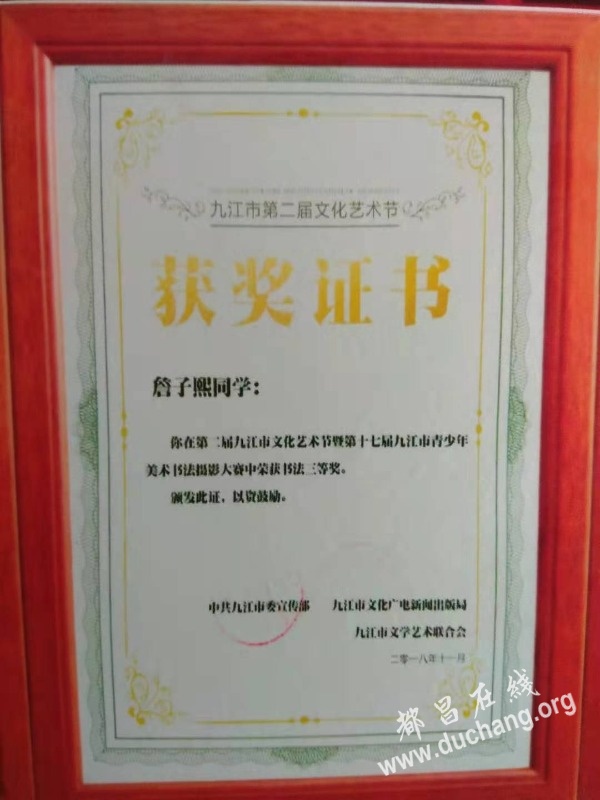 九江市第二届文化艺术节
获奖证书
詹子熙同学：
你在第二届九江市文化艺术节暨第十七届九江市青少年
美术书法摄影大赛中荣获书法三等奖。
颁发此证，以资鼓励。
中共九江市委宣传部 九江市文化广电新闻出版局
九江市文学艺术联合会
二零一八年十一月
都昌在线
www.duchang.org